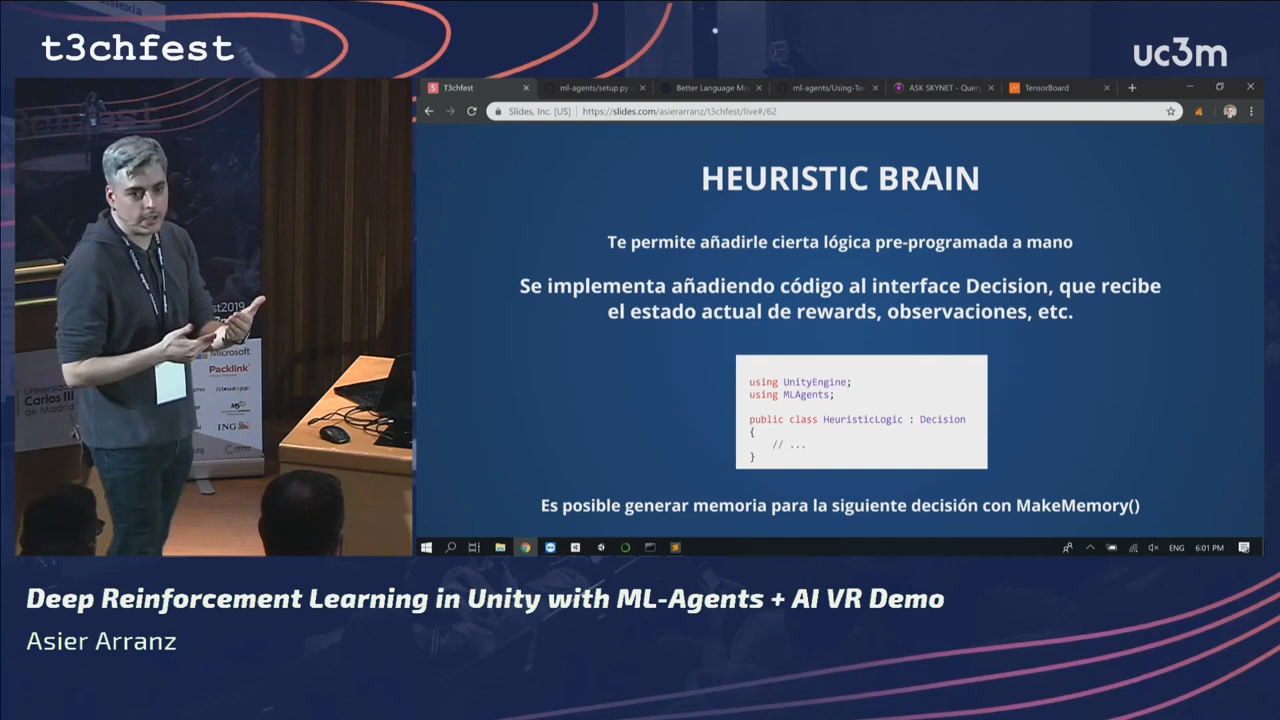 t3chfest
uc3m
T3chfest
ml-agents/setup.py
Better Language Mo
ml-agents/Using-Te
ASK SKYNET - Query
TensorBoard
Slides, Inc. [US]
https://slides.com/asierarranz/t3chfest/live#/62
HEURISTIC BRAIN
Te permite añadirle cierta lógica pre-programada a mano
Se implementa añadiendo código al interface Decision, que recibe
el estado actual de rewards, observaciones, etc.
using UnityEngine;
using MLAgents;
public class HeuristicLogic : Decision
{
// ...
}
Es posible generar memoria para la siguiente decisión con MakeMemory()
ENG
6:01 PM
st2019
Microsoft
Packlink
ING
Carlos III
de Madrid
Deep Reinforcement Learning in Unity with ML-Agents + AI VR Demo
Asier Arranz